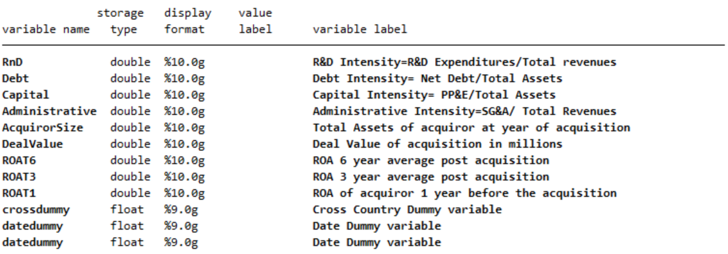 storage display value
variable name type format label variable label
RnD double %10.0g R&D Intensity=R&D Expenditures/Total revenues
Debt double %10.0g Debt Intensity= Net Debt/Total Assets
Capital double %10.0g Capital Intensity= PP&E/Total Assets
Administrative double %10.0g Administrative Intensity=SG&A/ Total Revenues
AcquirorSize double %10.0g Total Assets of acquiror at year of acquisition
DealValue double %10.0g Deal Value of acquisition in millions
ROAT6 double %10.0g ROA 6 year average post acquisition
ROAT3 double %10.0g ROA 3 year average post acquisition
ROAT1 double %10.0g ROA of acquiror 1 year before the acquisition
crossdummy float %9.0g Cross Country Dummy variable
datedummy float %9.0g Date Dummy variable
datedummy float %9.0g Date Dummy variable